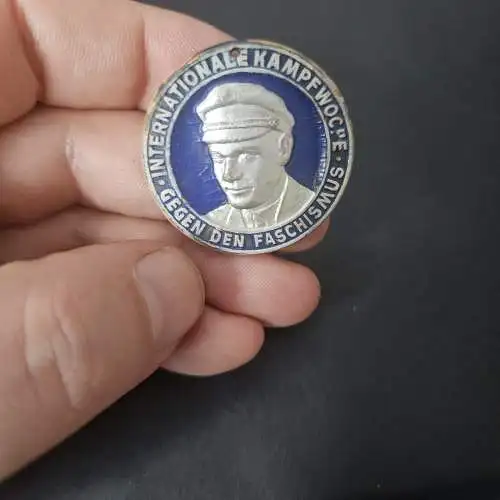 · INTERNATIONALE KAMPFWOCHE ·
GEGEN DEN FASCHISMUS